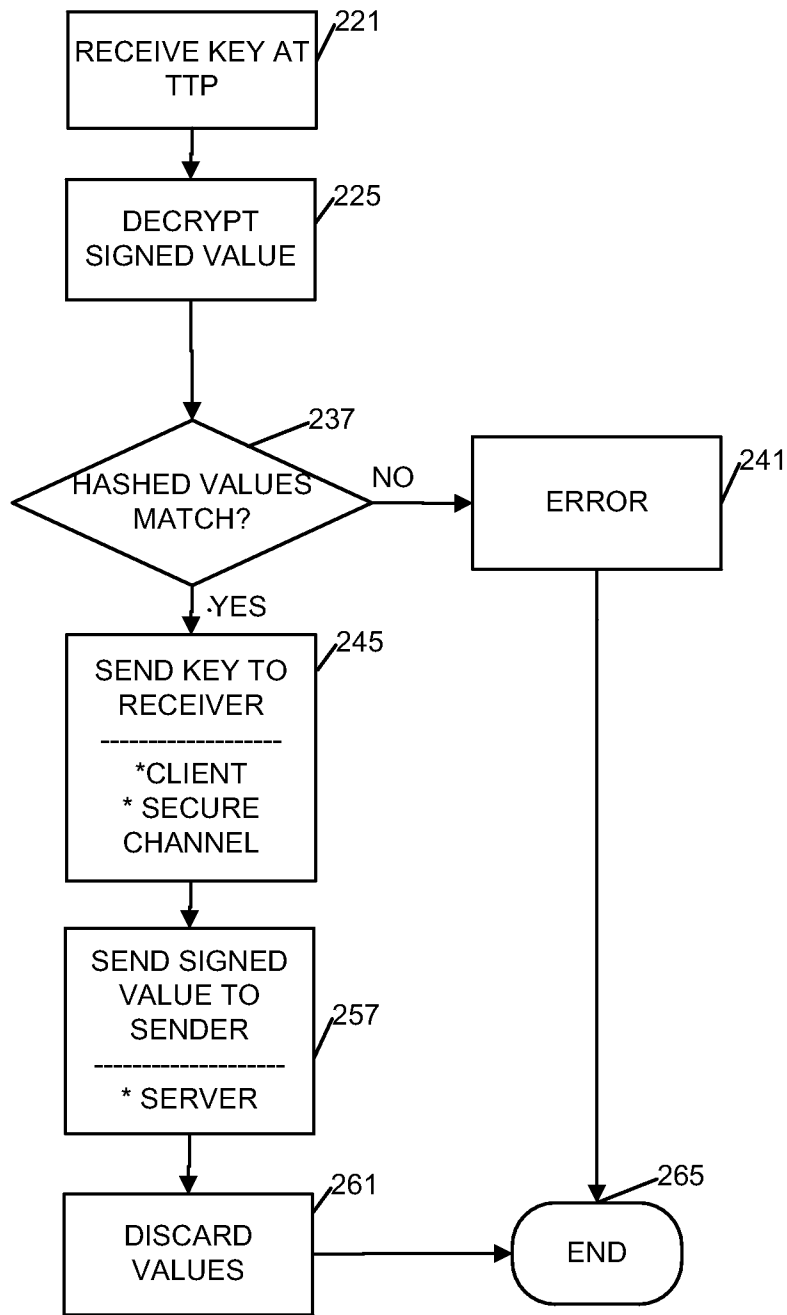 221
RECEIVE KEY AT
TTP
225
DECRYPT
SIGNED VALUE
237
HASHED VALUES
MATCH?
NO
241
ERROR
.YES
245
SEND KEY TO
RECEIVER
-------------------
*CLIENT
* SECURE
CHANNEL
SEND SIGNED
VALUE TO
SENDER
257
--------------------
* SERVER
261
DISCARD
VALUES
265
END